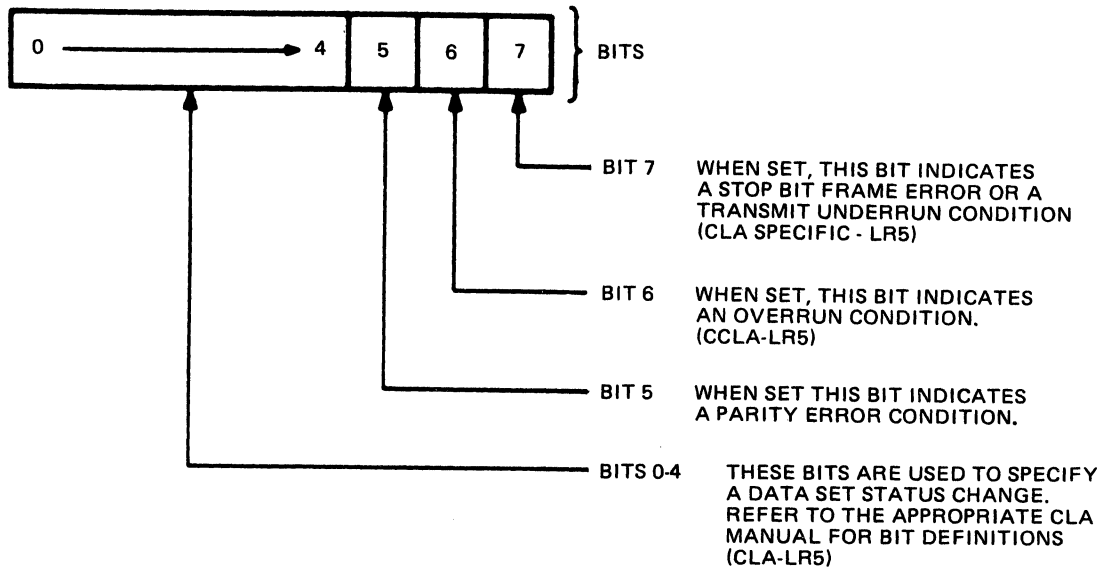 0 4 5 6 7 BITS
BIT 7 WHEN SET, THIS BIT INDICATES
A STOP BIT FRAME ERROR OR A
TRANSMIT UNDERRUN CONDITION
(CLA SPECIFIC - LR5)
BIT 6 WHEN SET, THIS BIT INDICATES
AN OVERRUN CONDITION.
(CCLA-LR5)
BIT 5 WHEN SET THIS BIT INDICATES
A PARITY ERROR CONDITION.
BITS 0-4 THESE BITS ARE USED TO SPECIFY
A DATA SET STATUS CHANGE.
REFER TO THE APPROPRIATE CLA
MANUAL FOR BIT DEFINITIONS
(CLA-LR5)